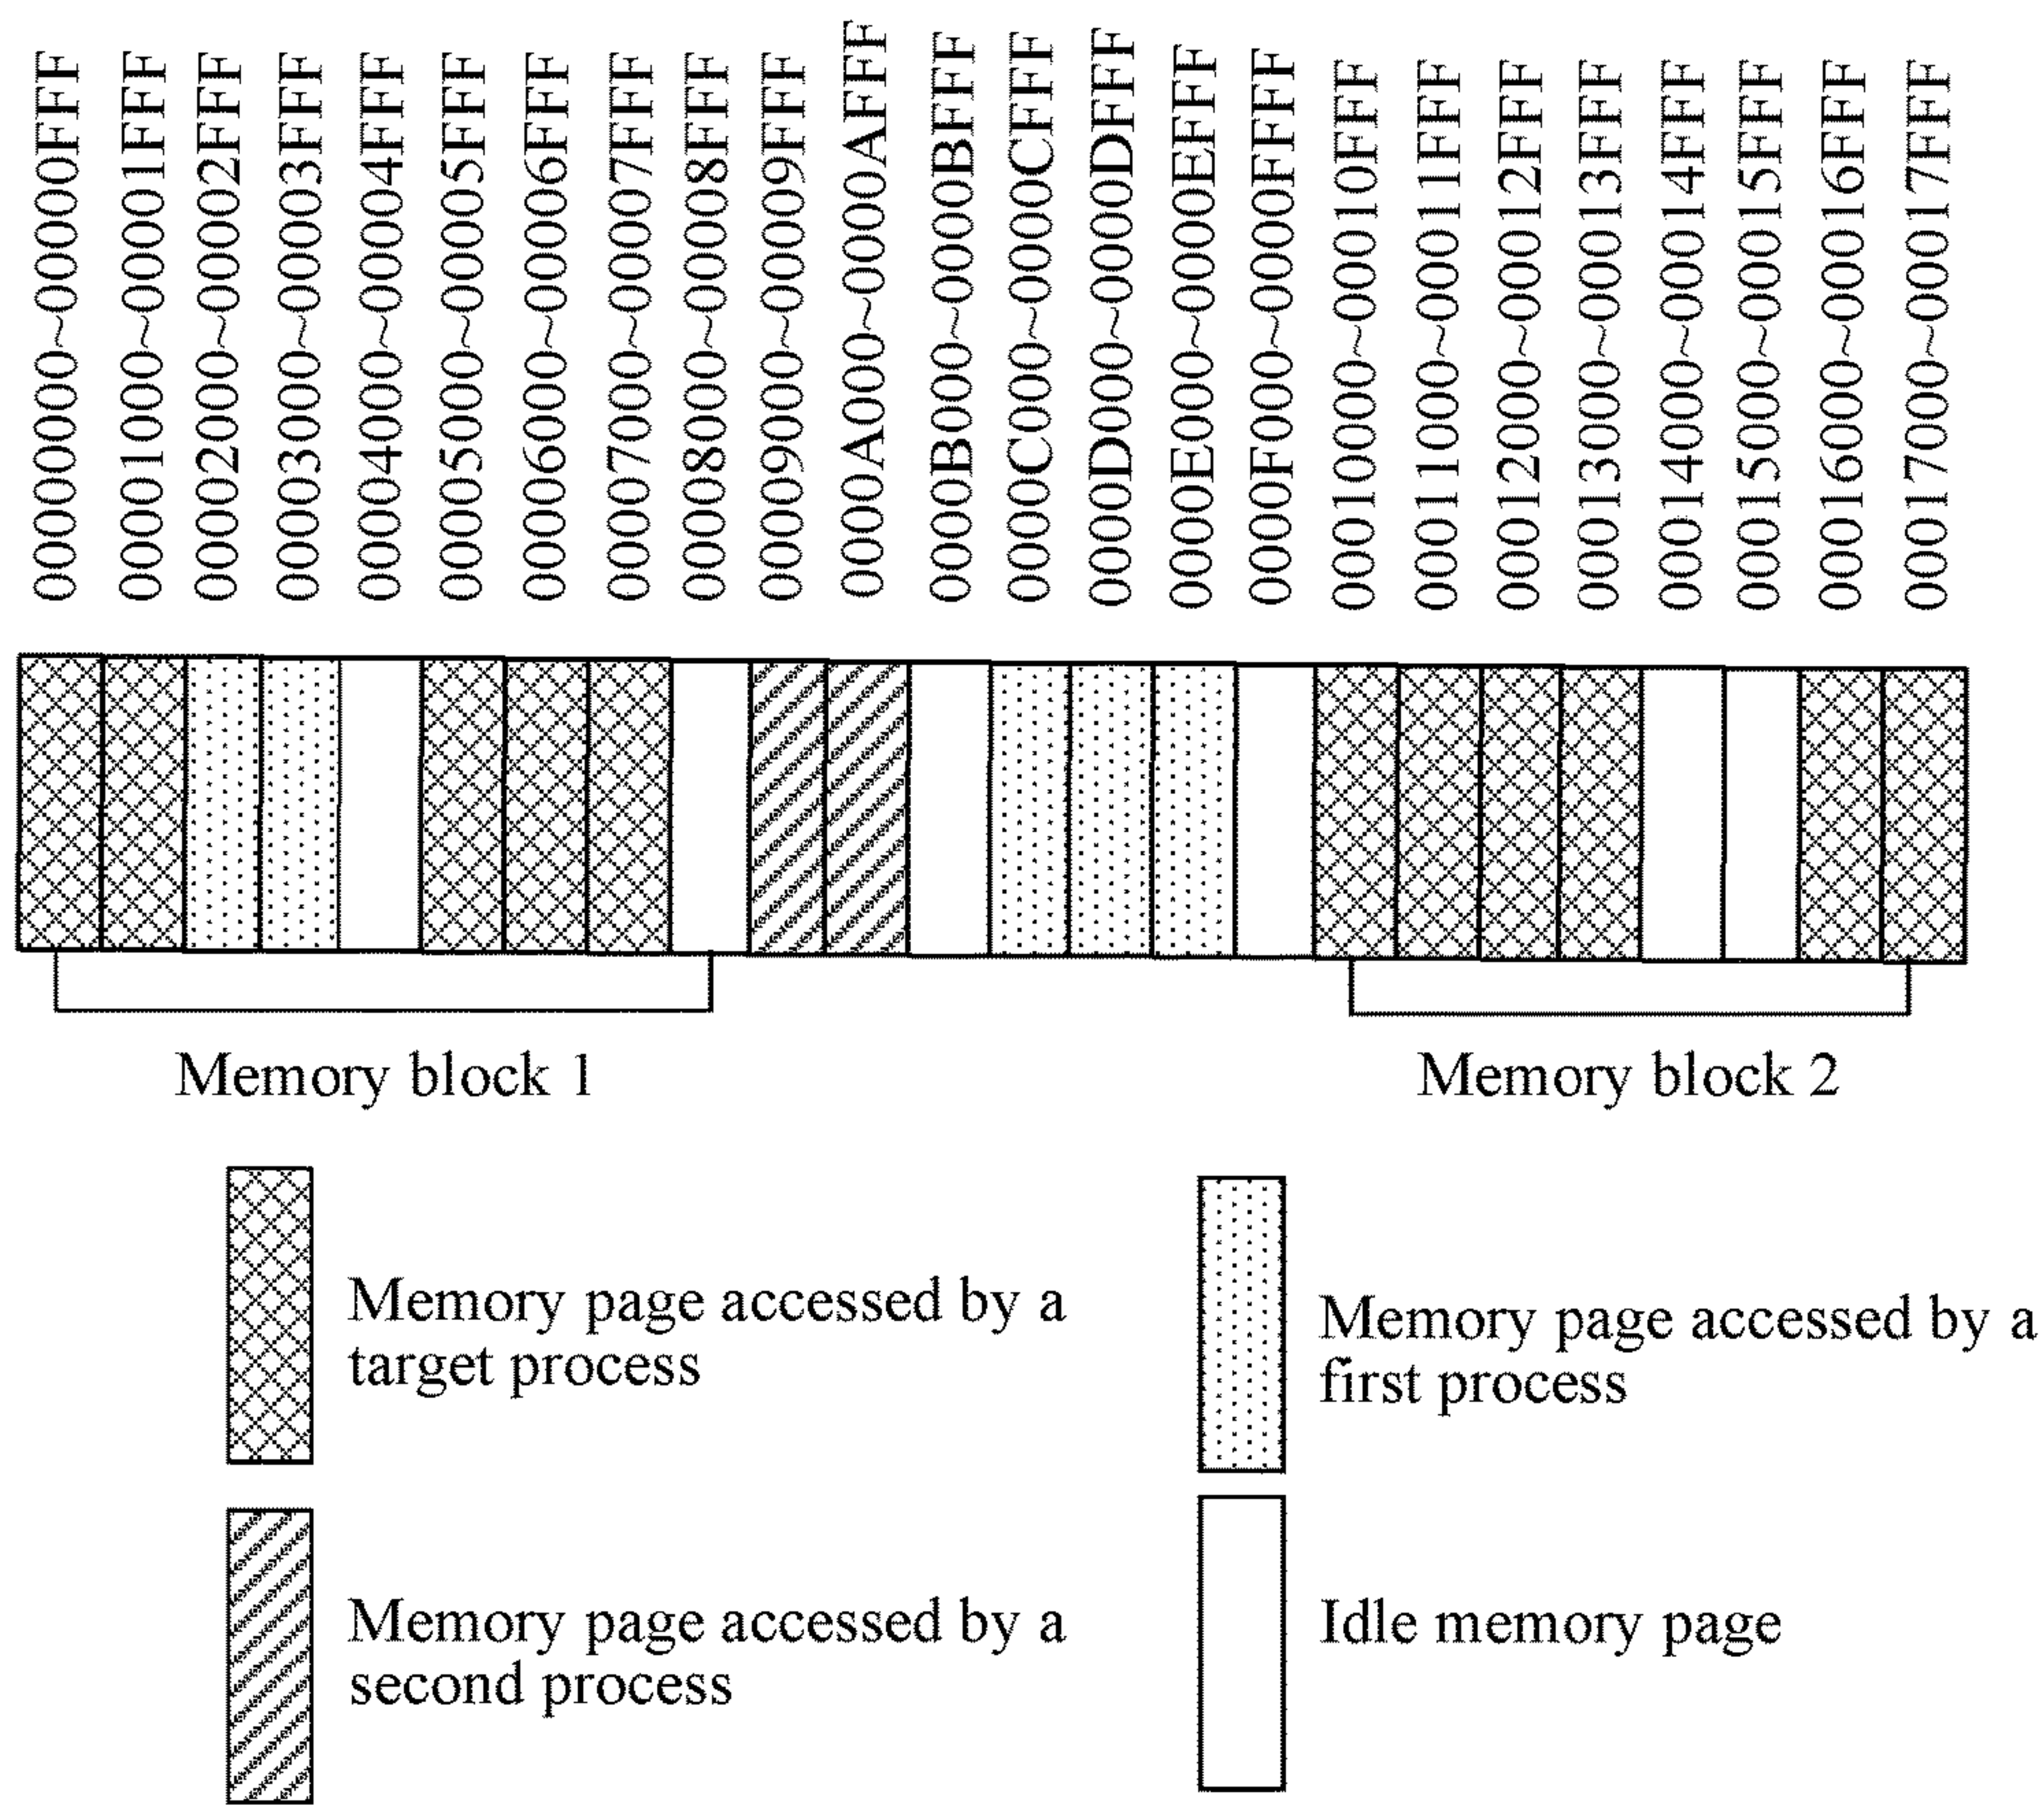 00000000~00000FFF
00001000~00001FFF
00002000~00002FFF
00003000~00003FFF
00004000~00004FFF
00005000~00005FFF
00006000~00006FFF
00007000~00007FFF
00008000~00008FFF
00009000~00009FFF
0000A000~0000AFFF
0000B000~0000BFFF
0000C000~0000CFFF
0000D000~0000DFFF
0000E000~0000EFFF
0000F000~0000FFFF
00010000~00010FFF
00011000~00011FFF
00012000~00012FFF
00013000~00013FFF
00014000~00014FFF
00015000~00015FFF
00016000~00016FFF
00017000~00017FFF
Memory block 1
Memory block 2
Memory page accessed by a
target process
Memory page accessed by a
first process
Memory page accessed by a
second process
Idle memory page